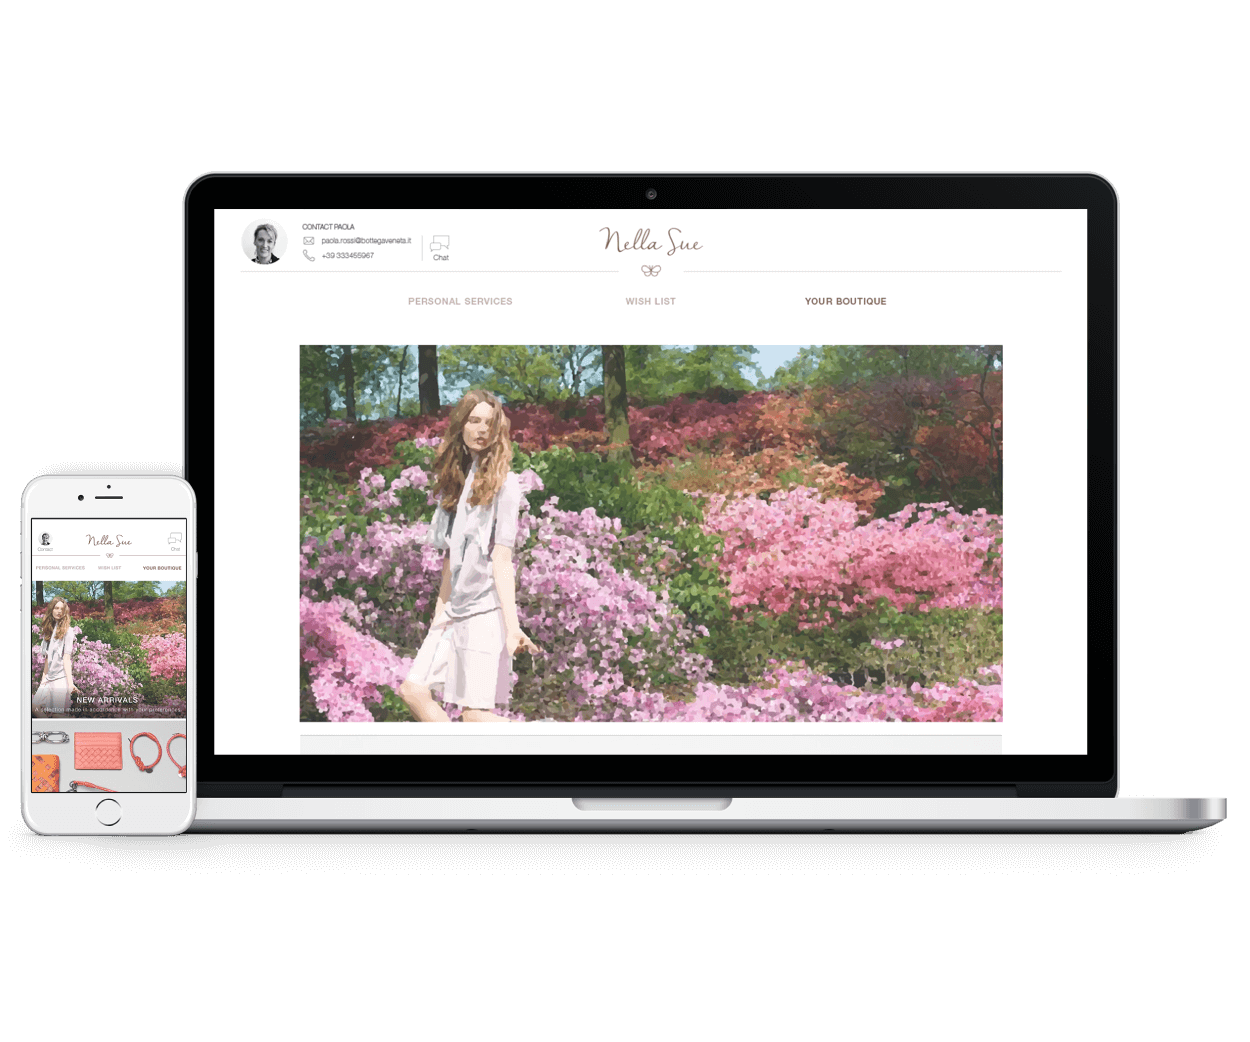 CONTACT PAOLA
paola.rossi@bottegaveneta.it
+39 333455967
Chat
Nella Sue
PERSONAL SERVICES
WISH LIST
YOUR BOUTIQUE
Contact
Nella Sue
Chat
PERSONAL SERVICES
WISH LIST
YOUR BOUTIQUE
NEW ARRIVALS
A selection made in accordance with your preferences